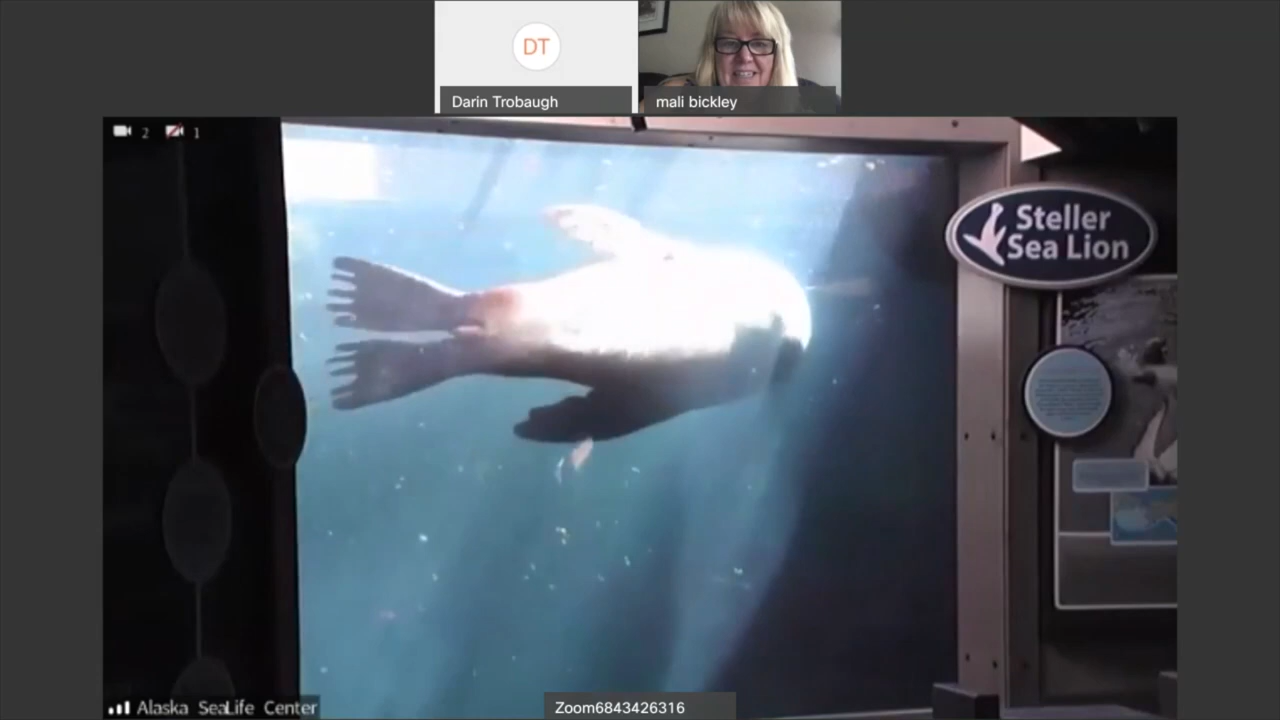 DT
Darin Trobaugh
mali bickley
2 1
Steller
Sea Lion
Alaska SeaLife Center
Zoom6843426316